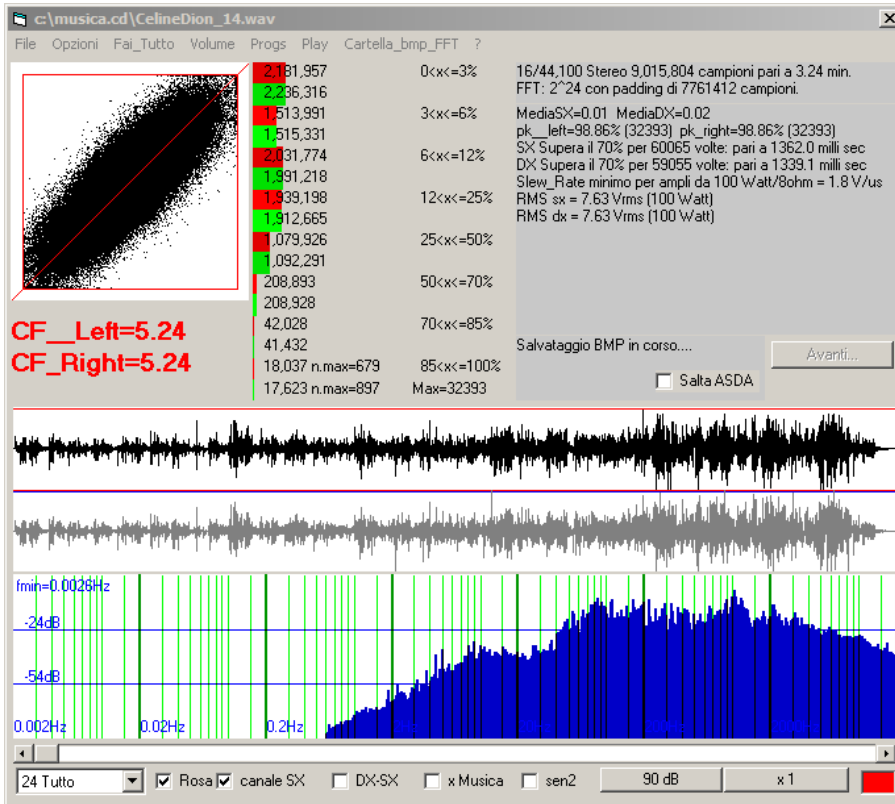 c:\musica.cd\CelineDion_14.wav
File Opzioni Fai_Tutto Volume Progs Play Cartella_bmp_FFT ?
2,181,957 0<x<=3%
2,236,316
1,513,991 3<x<=6%
1,515,331
2,031,774 6<x<=12%
1,991,218
1,939,198 12<x<=25%
1,912,665
1,079,926 25<x<=50%
1,092,291
208,893 50<x<=70%
208,928
42,028 70<x<=85%
41,432
18,037 n.max=679 85<x<=100%
17,623 n.max=897 Max=32393
CF__Left=5.24
CF_Right=5.24
16/44,100 Stereo 9,015,804 campioni pari a 3.24 min.
FFT: 2^24 con padding di 7761412 campioni.
MediaSX=0.01 MediaDX=0.02
pk__left=98.86% (32393) pk_right=98.86% (32393)
SX Supera il 70% per 60065 volte: pari a 1362.0 milli sec
DX Supera il 70% per 59055 volte: pari a 1339.1 milli sec
Slew_Rate minimo per ampli da 100 Watt/8ohm = 1.8 V/us
RMS sx = 7.63 Vrms (100 Watt)
RMS dx = 7.63 Vrms (100 Watt)
Salvataggio BMP in corso....
Avanti...
Salta ASDA
fmin=0.0026Hz
-24dB
-54dB
0.002Hz 0.02Hz 0.2Hz
24 Tutto Rosa canale SX DX-SX x Musica sen2 90 dB x 1